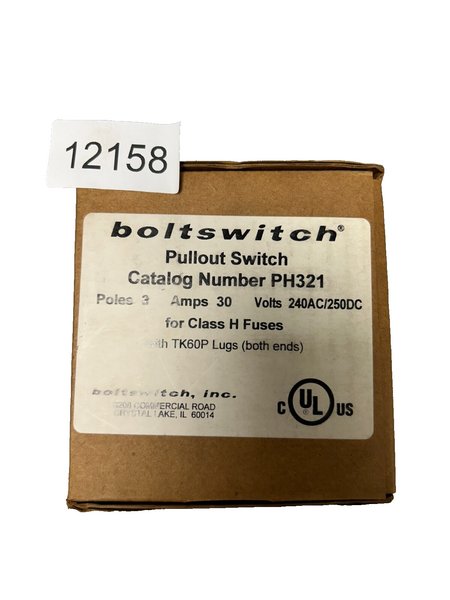 12158
boltswitch®
Pullout Switch
Catalog Number PH321
Poles 3 Amps 30 Volts 240AC/250DC
for Class H Fuses
with TK60P Lugs (both ends)
boltswitch, inc.
COMMERCIAL ROAD
CRYSTAL LAKE, IL 60014
C UL US